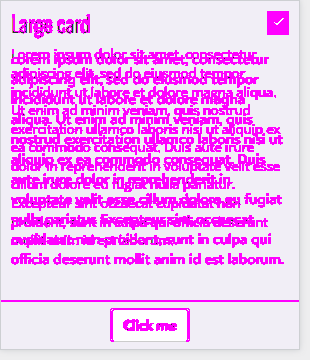 Large card
Lorem ipsum dolor sit amet, consectetur
adipiscing elit, sed do eiusmod tempor
incididunt ut labore et dolore magna
aliqua. Ut enim ad minim veniam, quis
nostrud exercitation ullamco laboris nisi ut
aliquip ex ea commodo consequat. Duis
aute irure dolor in reprehenderit in
voluptate velit esse cillum dolore eu fugiat
nulla pariatur. Excepteur sint occaecat
cupidatat non proident, sunt in culpa qui
officia deserunt mollit anim id est laborum.
Click me